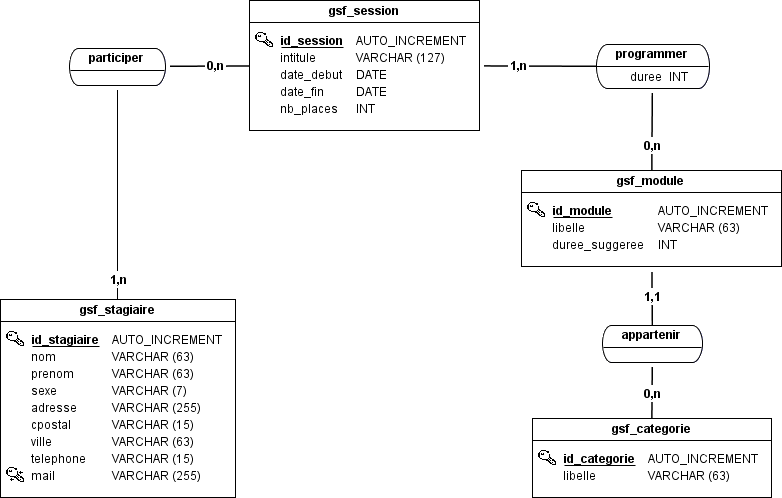 gsf_session
id_session AUTO_INCREMENT
intitule VARCHAR (127)
date_debut DATE
date_fin DATE
nb_places INT
participer
0,n
1,n
programmer
duree INT
0,n
gsf_module
id_module AUTO_INCREMENT
libelle VARCHAR (63)
duree_suggeree INT
1,n
1,1
gsf_stagiaire
id_stagiaire AUTO_INCREMENT
nom VARCHAR (63)
prenom VARCHAR (63)
sexe VARCHAR (7)
adresse VARCHAR (255)
cpostal VARCHAR (15)
ville VARCHAR (63)
telephone VARCHAR (15)
mail VARCHAR (255)
appartenir
0,n
gsf_categorie
id_categorie AUTO_INCREMENT
libelle VARCHAR (63)